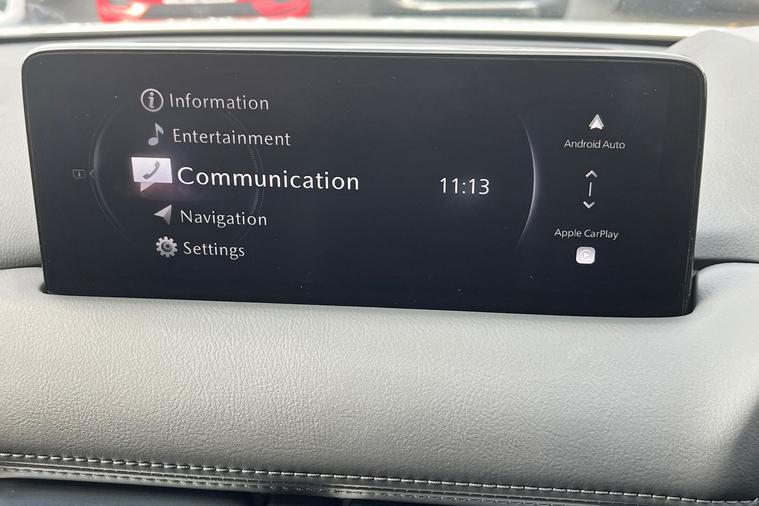 Information
Entertainment
Communication
Navigation
Settings
11:13
Android Auto
Apple CarPlay